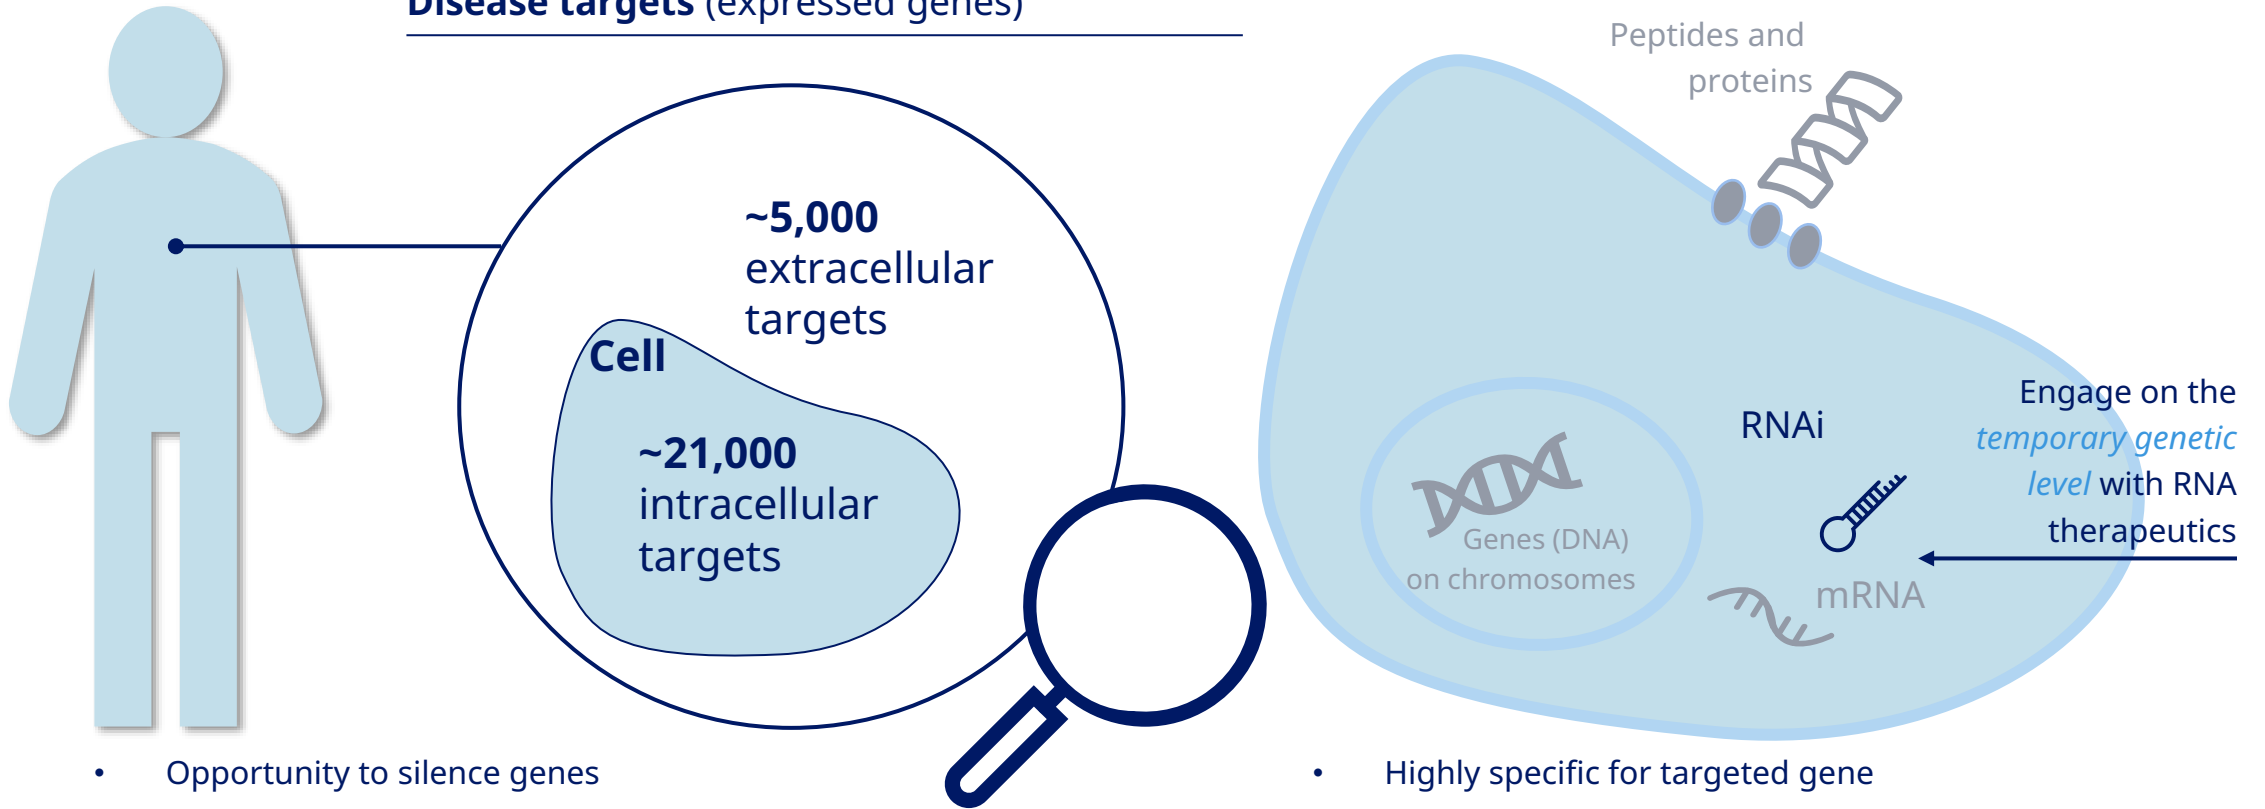 Disease targets (expressed genes)
~5,000
extracellular
targets
Cell
~21,000
intracellular
targets
• Opportunity to silence genes
Peptides and
proteins
RNAi
Engage on the
temporary genetic
level with RNA
therapeutics
Genes (DNA)
on chromosomes
mRNA
• Highly specific for targeted gene